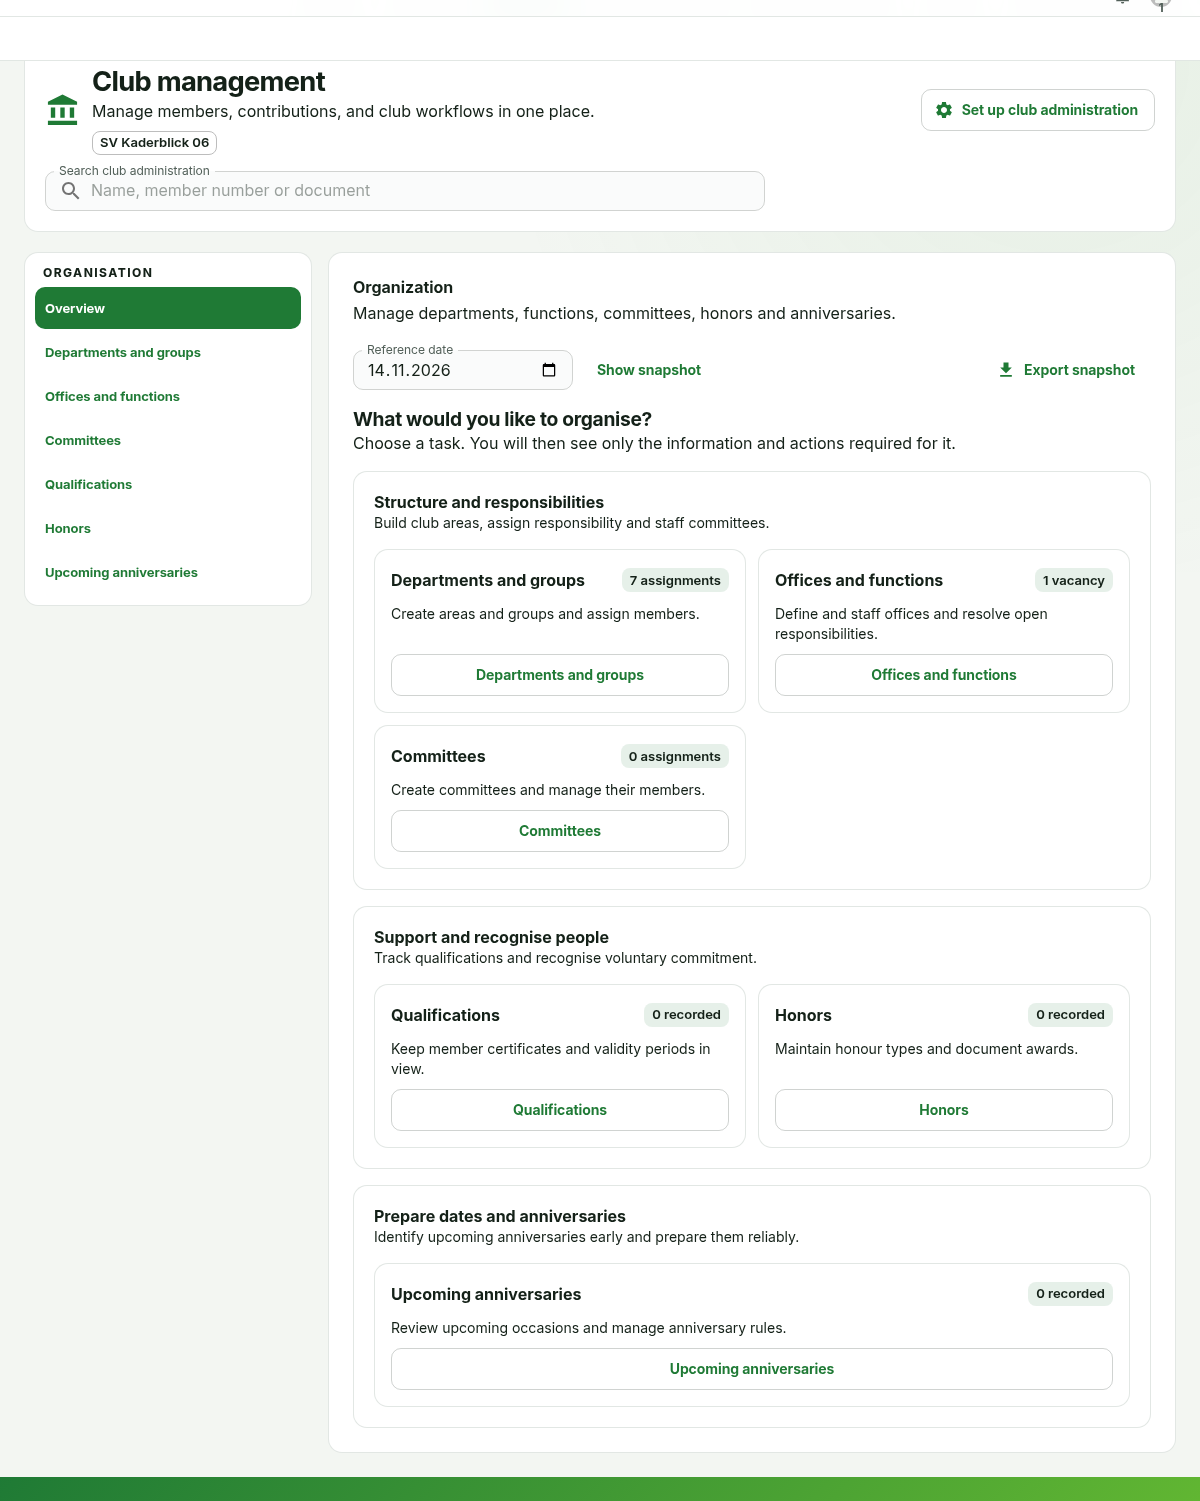 1
Club management
Manage members, contributions, and club workflows in one place.
SV Kaderblick 06
Set up club administration
Search club administration
Name, member number or document
ORGANISATION
Overview
Departments and groups
Offices and functions
Committees
Qualifications
Honors
Upcoming anniversaries
Organization
Manage departments, functions, committees, honors and anniversaries.
Reference date
14.11.2026
Show snapshot
Export snapshot
What would you like to organise?
Choose a task. You will then see only the information and actions required for it.
Structure and responsibilities
Build club areas, assign responsibility and staff committees.
Departments and groups
7 assignments
Create areas and groups and assign members.
Departments and groups
Offices and functions
1 vacancy
Define and staff offices and resolve open
responsibilities.
Offices and functions
Committees
0 assignments
Create committees and manage their members.
Committees
Support and recognise people
Track qualifications and recognise voluntary commitment.
Qualifications
0 recorded
Keep member certificates and validity periods in
view.
Qualifications
Honors
0 recorded
Maintain honour types and document awards.
Honors
Prepare dates and anniversaries
Identify upcoming anniversaries early and prepare them reliably.
Upcoming anniversaries
0 recorded
Review upcoming occasions and manage anniversary rules.
Upcoming anniversaries